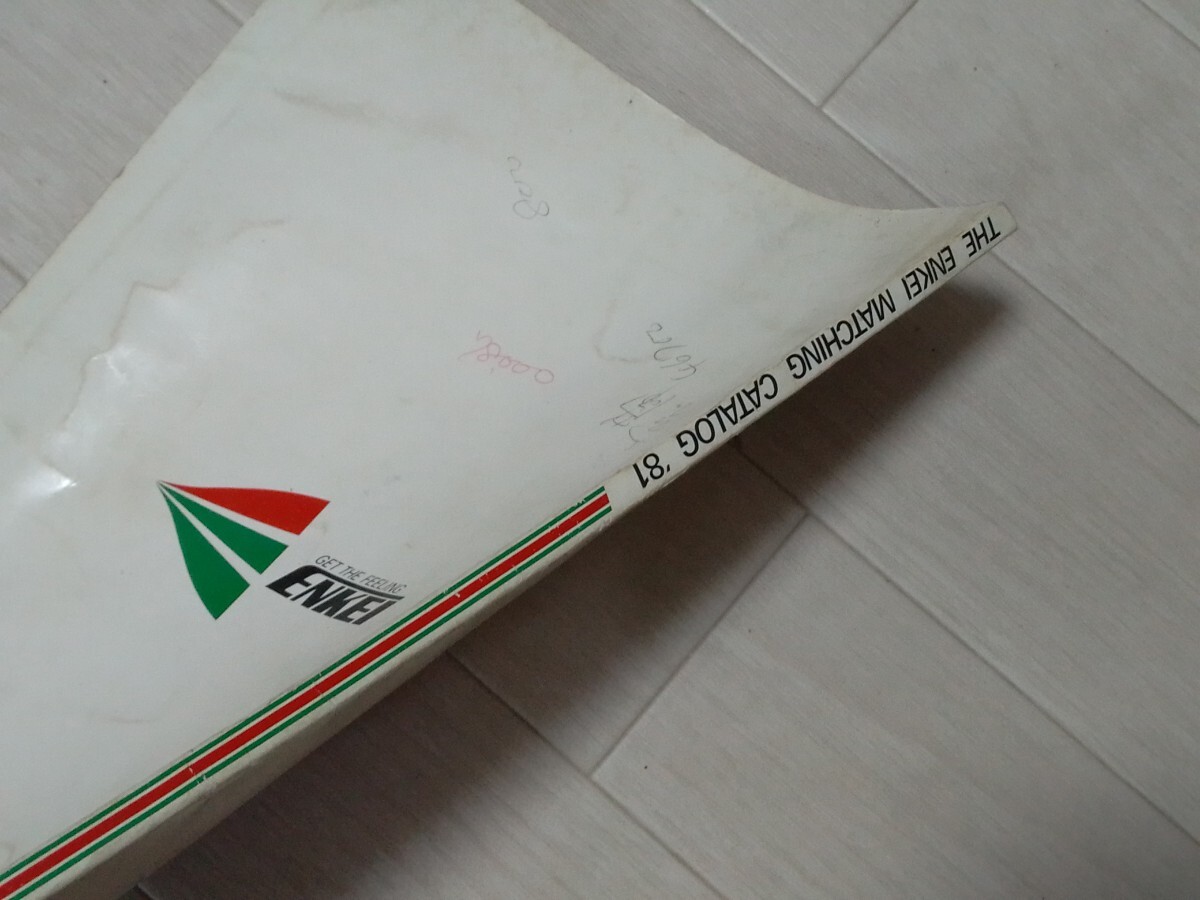 THE ENKEI MATCHING CATALOG '81
GET THE FEELING
ENKEI